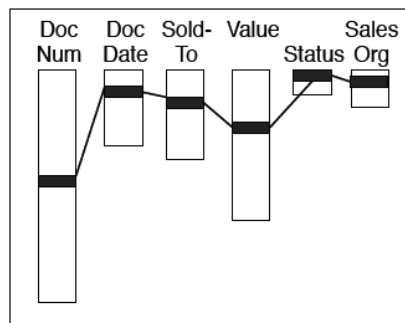 Doc Num
Doc Date
Sold-To
Value
Status
Sales Org